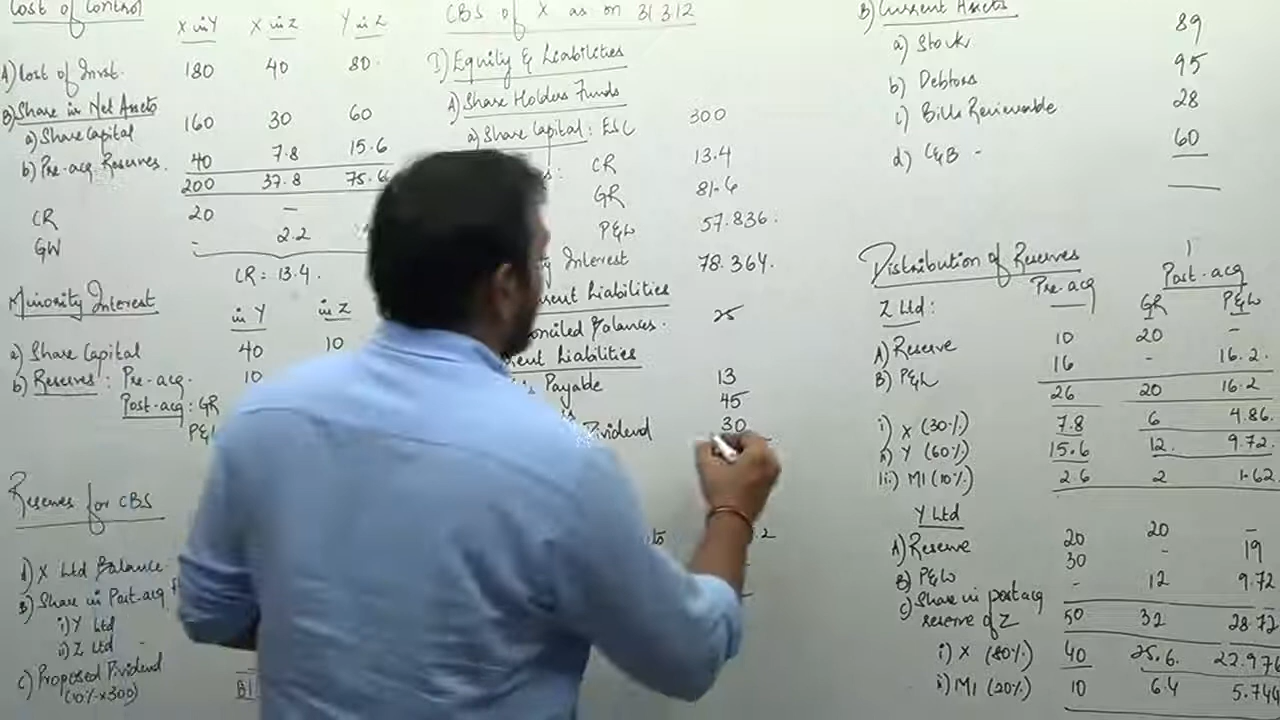 Cost of Control
X in Y X in Z Y in Z
A) Cost of Invst. 180 40 80.
B) Share in Net Assets
a) Share Capital 160 30 60
b) Pre-acq Reserves. 40 7.8 15.6
200 37.8 75.6
CR 20 -
GW - 2.2
CR = 13.4.
Minority Interest in Y in Z
a) Share Capital 40 10
b) Reserves: Pre-acq. 10
Post-acq: GR
P&L
Reserves for CBS
A) X Ltd Balance
B) Share in Post-acq
i) Y Ltd
ii) Z Ltd -
C) Proposed Dividend
(10% x 300)
CBS of X as on 31.3.12
I) Equity & Liabilities
A) Share Holders Funds
a) Share Capital: ESC 300
CR 13.4
GR 81.6
P&L 57.836.
Interest 78.364.
Liabilities
Balances. 25
Liabilities
Payable 13
45
Dividend 30
B) Current Assets
a) Stock 89
b) Debtors 95
c) Bills Receivable 28
d) C&B - 60
Distribution of Reserves
Pre-acq Post-acq
Z Ltd: GR P&L
A) Reserve 10 20 -
B) P&L 16 - 16.2.
26 20 16.2
i) X (30%) 7.8 6 4.86.
ii) Y (60%) 15.6 12. 9.72.
iii) MI (10%) 2.6 2 1.62
Y Ltd
A) Reserve 20 20 -
B) P&L 30 - 19
C) Share in post acq - 12 9.72
reserve of Z 50 32 28.72
i) X (80%) 40 25.6. 22.976
ii) MI (20%) 10 6.4 5.744